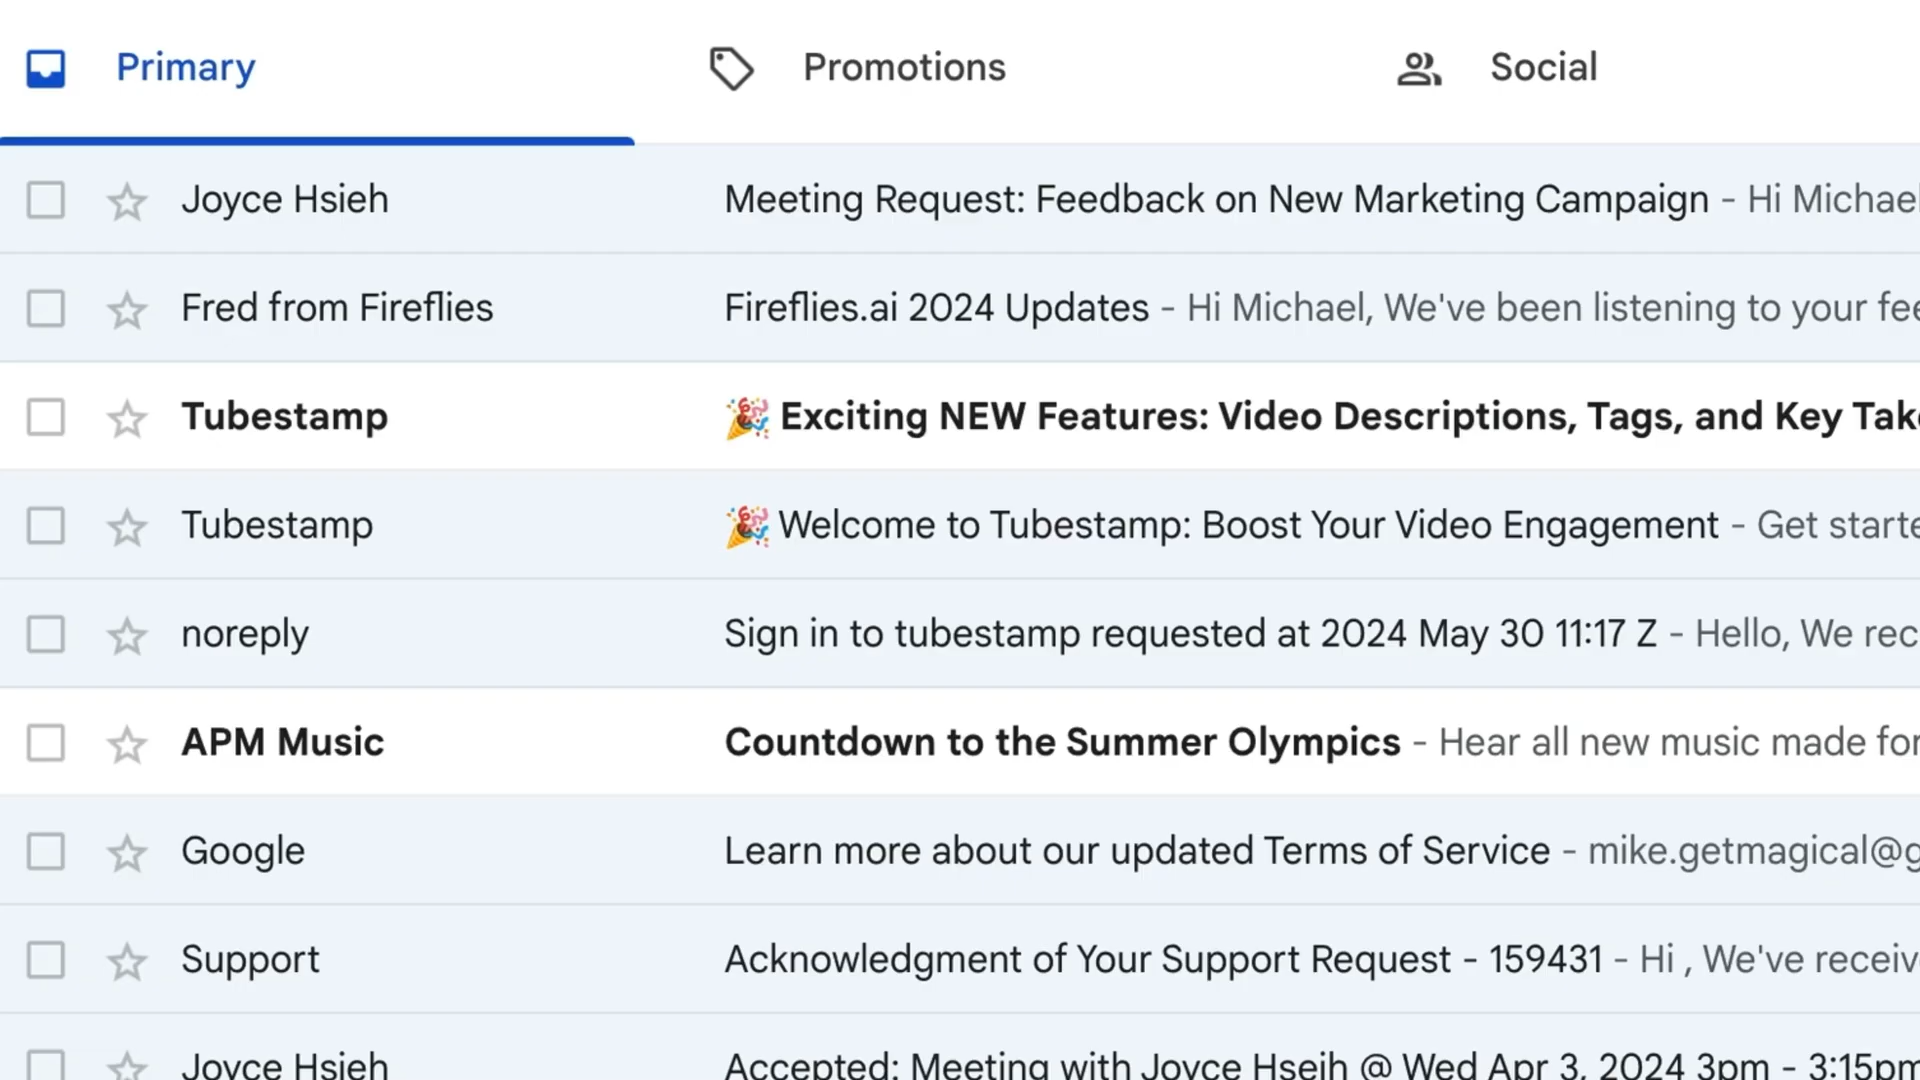 Primary Promotions Social
Joyce Hsieh Meeting Request: Feedback on New Marketing Campaign - Hi Michael
Fred from Fireflies Fireflies.ai 2024 Updates - Hi Michael, We've been listening to your fee
Tubestamp 🎉 Exciting NEW Features: Video Descriptions, Tags, and Key Take
Tubestamp 🎉 Welcome to Tubestamp: Boost Your Video Engagement - Get starte
noreply Sign in to tubestamp requested at 2024 May 30 11:17 Z - Hello, We rec
APM Music Countdown to the Summer Olympics - Hear all new music made for
Google Learn more about our updated Terms of Service - mike.getmagical@g
Support Acknowledgment of Your Support Request - 159431 - Hi , We've receiv
Joyce Hsieh Accepted: Meeting with Joyce Hseih @ Wed Apr 3, 2024 3pm - 3:15pm